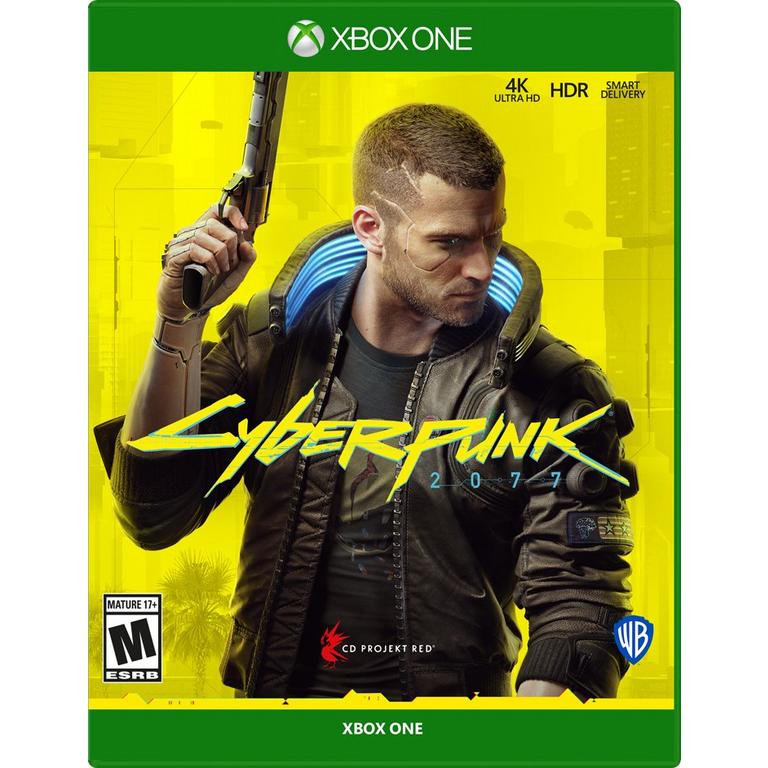 XBOX ONE
4K
ULTRA HD
HDR
SMART
DELIVERY
Cyberpunk
2077
MATURE 17+
M
ESRB
CD PROJEKT RED®
WB
XBOX ONE